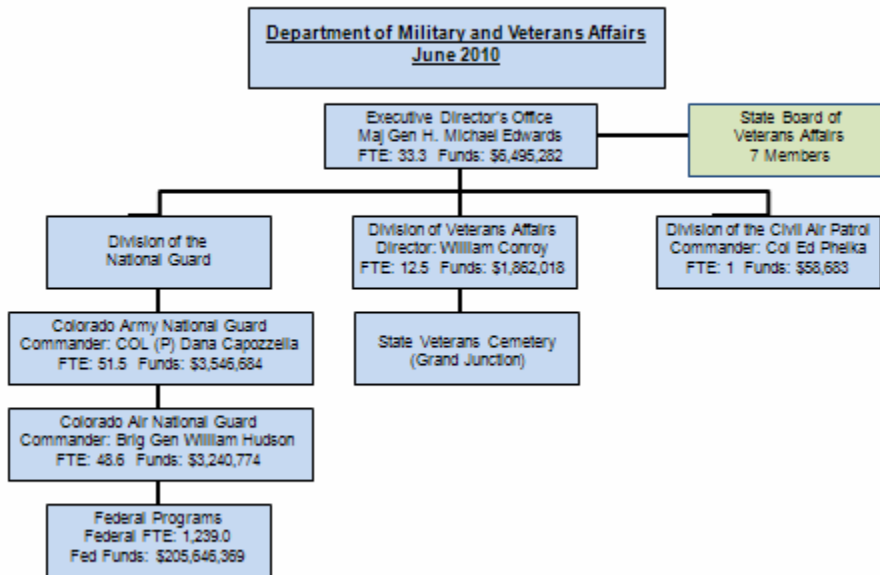 Department of Military and Veterans Affairs
June 2010
Executive Director's Office
Maj Gen H. Michael Edwards
FTE: 33.3 Funds: $6,495,282
State Board of
Veterans Affairs
7 Members
Division of the
National Guard
Division of Veterans Affairs
Director: William Conroy
FTE: 12.5 Funds: $1,862,018
Division of the Civil Air Patrol
Commander: Col Ed Phelka
FTE: 1 Funds: $58,683
Colorado Army National Guard
Commander: COL (P) Dana Capozzella
FTE: 51.5 Funds: $3,546,684
State Veterans Cemetery
(Grand Junction)
Colorado Air National Guard
Commander: Brig Gen William Hudson
FTE: 48.6 Funds: $3,240,774
Federal Programs
Federal FTE: 1,239.0
Fed Funds: $205,646,369